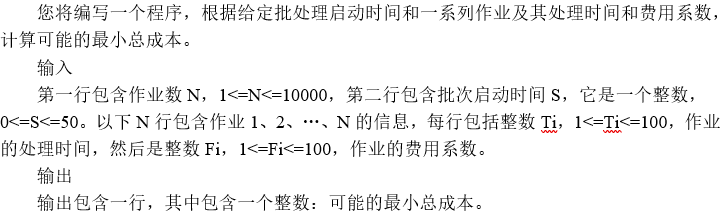 您将编写一个程序，根据给定批处理启动时间和一系列作业及其处理时间和费用系数，
计算可能的最小总成本。
输入
第一行包含作业数 N，1<=N<=10000，第二行包含批次启动时间 S，它是一个整数，
0<=S<=50。以下 N 行包含作业 1、2、…、N 的信息，每行包括整数 Ti，1<=Ti<=100，作业
的处理时间，然后是整数 Fi，1<=Fi<=100，作业的费用系数。
输出
输出包含一行，其中包含一个整数：可能的最小总成本。